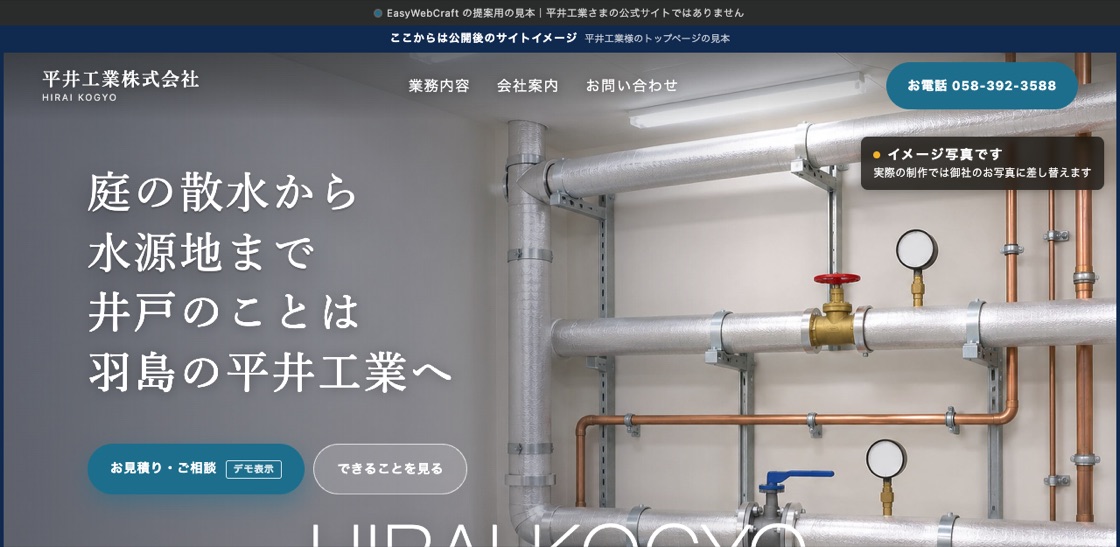 EasyWebCraft の提案用の見本｜平井工業さまの公式サイトではありません
ここからは公開後のサイトイメージ 平井工業様のトップページの見本
平井工業株式会社
HIRAI KOGYO
業務内容 会社案内 お問い合わせ
お電話 058-392-3588
イメージ写真です
実際の制作では御社のお写真に差し替えます
庭の散水から
水源地まで
井戸のことは
羽島の平井工業へ
お見積り・ご相談 デモ表示
できることを見る
HIRAI KOGYO